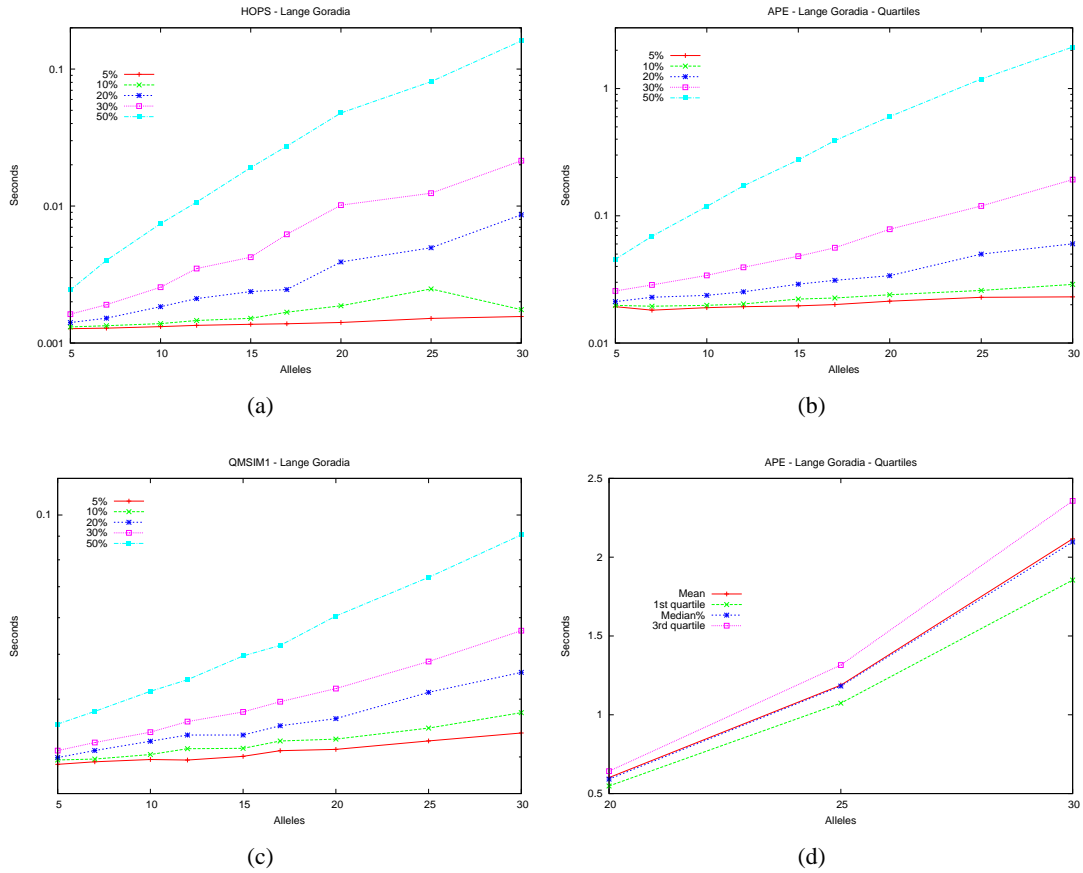 HOPS - Lange Goradia
0.1
0.01
0.001
Seconds
5%
10%
20%
30%
50%
5 10 15 20 25 30
Alleles
(a)
APE - Lange Goradia - Quartiles
1
0.1
0.01
Seconds
5%
10%
20%
30%
50%
5 10 15 20 25 30
Alleles
(b)
QMSIM1 - Lange Goradia
0.1
Seconds
5%
10%
20%
30%
50%
5 10 15 20 25 30
Alleles
(c)
APE - Lange Goradia - Quartiles
2.5
2
1.5
1
0.5
Seconds
Mean
1st quartile
Median%
3rd quartile
20 25 30
Alleles
(d)